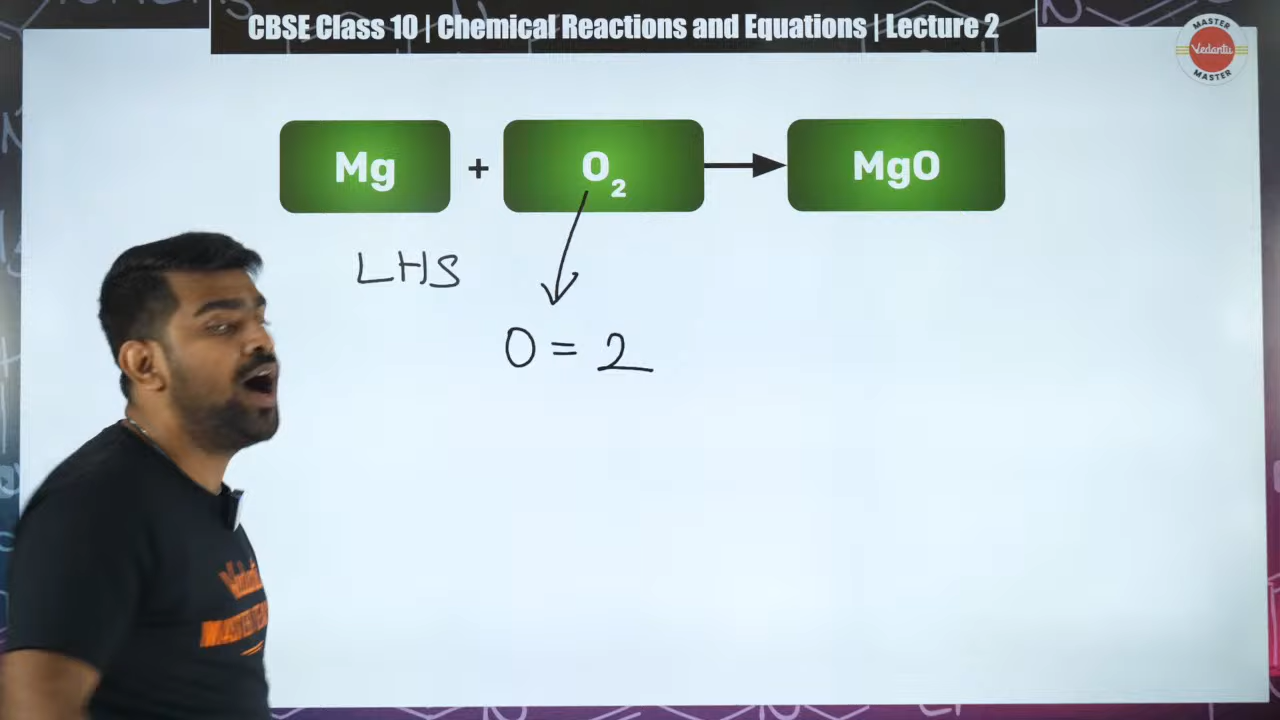 CBSE Class 10 | Chemical Reactions and Equations | Lecture 2
MASTER
Vedantu
MASTER
Mg + O₂ → MgO
LHS
O = 2